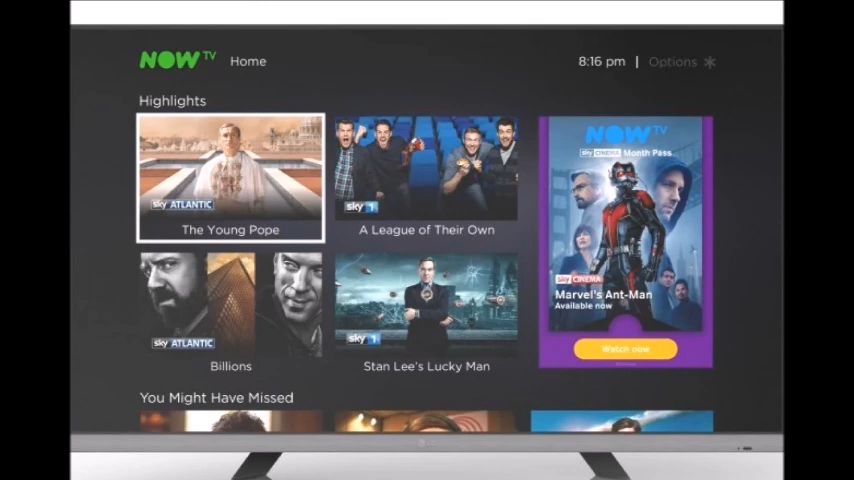 NOW TV
Home
8:16 pm | Options
Highlights
sky ATLANTIC
The Young Pope
sky 1
A League of Their Own
NOW TV
sky CINEMA Month Pass
sky CINEMA
Marvel's Ant-Man
Available now
Watch now
sky ATLANTIC
Billions
sky 1
Stan Lee's Lucky Man
You Might Have Missed